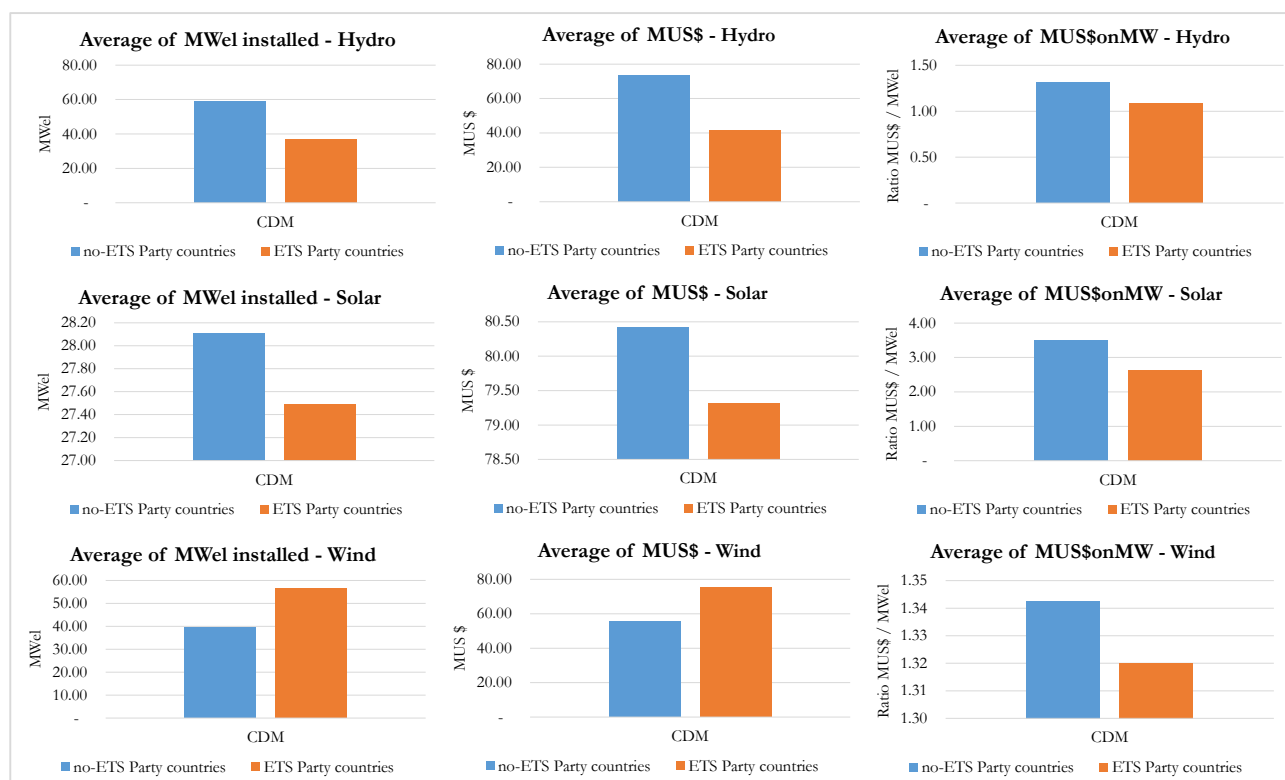 Average of MWel installed - Hydro
80.00
60.00
40.00
20.00
-
MWel
CDM
no-ETS Party countries ETS Party countries
Average of MUS$ - Hydro
80.00
60.00
40.00
20.00
-
MUS $
CDM
no-ETS Party countries ETS Party countries
Average of MUS$onMW - Hydro
1.50
1.00
0.50
-
Ratio MUS$ / MWel
CDM
no-ETS Party countries ETS Party countries
Average of MWel installed - Solar
28.20
28.00
27.80
27.60
27.40
27.20
27.00
MWel
CDM
no-ETS Party countries ETS Party countries
Average of MUS$ - Solar
80.50
80.00
79.50
79.00
78.50
MUS $
CDM
no-ETS Party countries ETS Party countries
Average of MUS$onMW - Solar
4.00
3.00
2.00
1.00
-
Ratio MUS$ / MWel
CDM
no-ETS Party countries ETS Party countries
Average of MWel installed - Wind
60.00
50.00
40.00
30.00
20.00
10.00
-
MWel
CDM
no-ETS Party countries ETS Party countries
Average of MUS$ - Wind
80.00
60.00
40.00
20.00
-
MUS $
CDM
no-ETS Party countries ETS Party countries
Average of MUS$onMW - Wind
1.35
1.34
1.33
1.32
1.31
1.30
Ratio MUS$ / MWel
CDM
no-ETS Party countries ETS Party countries